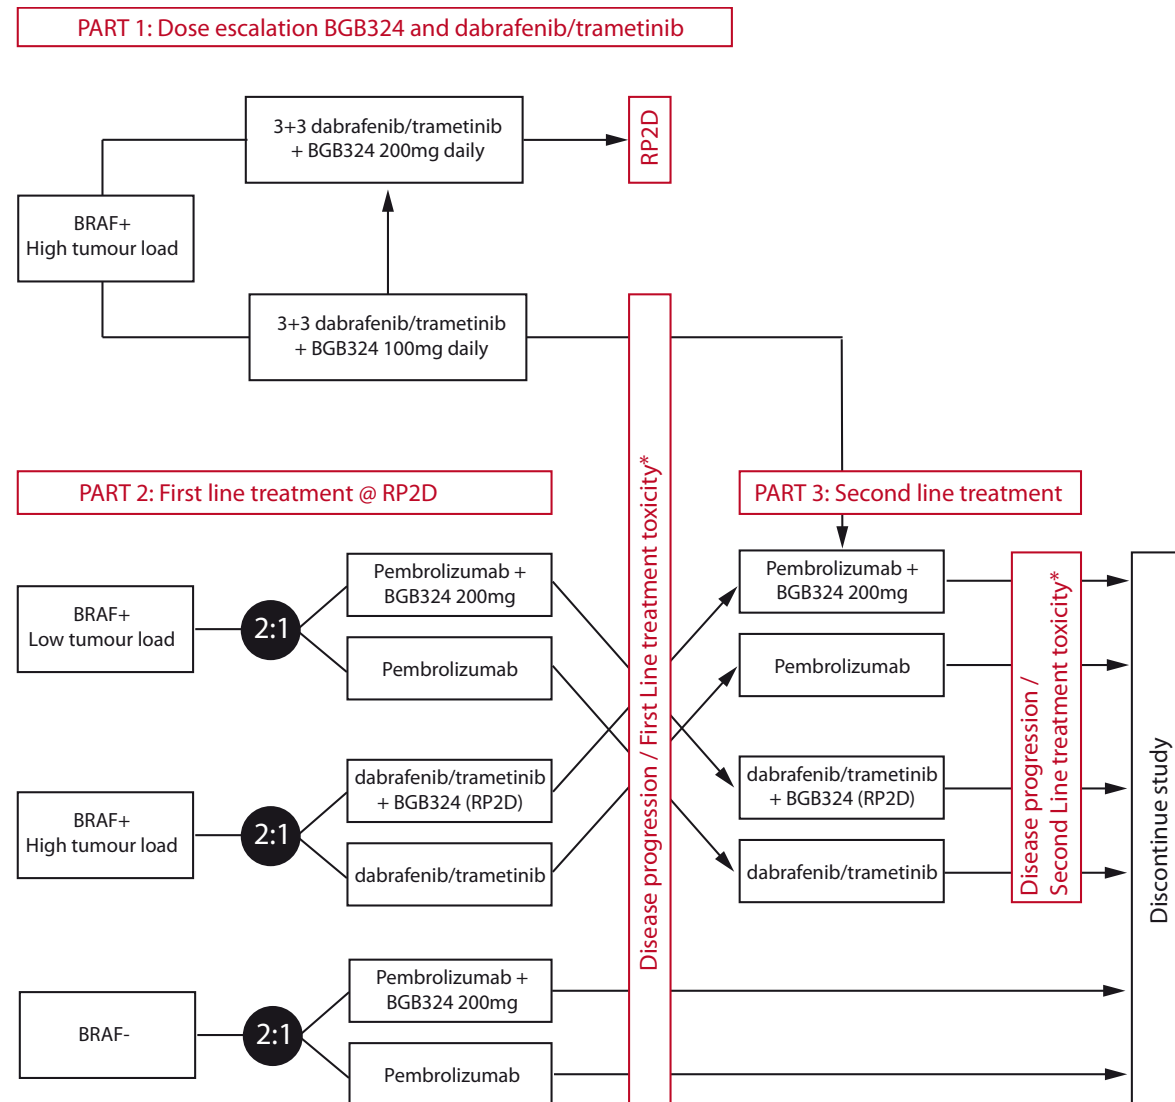 PART 1: Dose escalation BGB324 and dabrafenib/trametinib
3+3 dabrafenib/trametinib
+ BGB324 200mg daily
RP2D
BRAF+
High tumour load
3+3 dabrafenib/trametinib
+ BGB324 100mg daily
Disease progression / First Line treatment toxicity*
PART 2: First line treatment @ RP2D
PART 3: Second line treatment
BRAF+
Low tumour load
2:1
Pembrolizumab +
BGB324 200mg
Pembrolizumab
BRAF+
High tumour load
2:1
dabrafenib/trametinib
+ BGB324 (RP2D)
dabrafenib/trametinib
BRAF-
2:1
Pembrolizumab +
BGB324 200mg
Pembrolizumab
Pembrolizumab +
BGB324 200mg
Pembrolizumab
dabrafenib/trametinib
+ BGB324 (RP2D)
dabrafenib/trametinib
Disease progression /
Second Line treatment toxicity*
Discontinue study